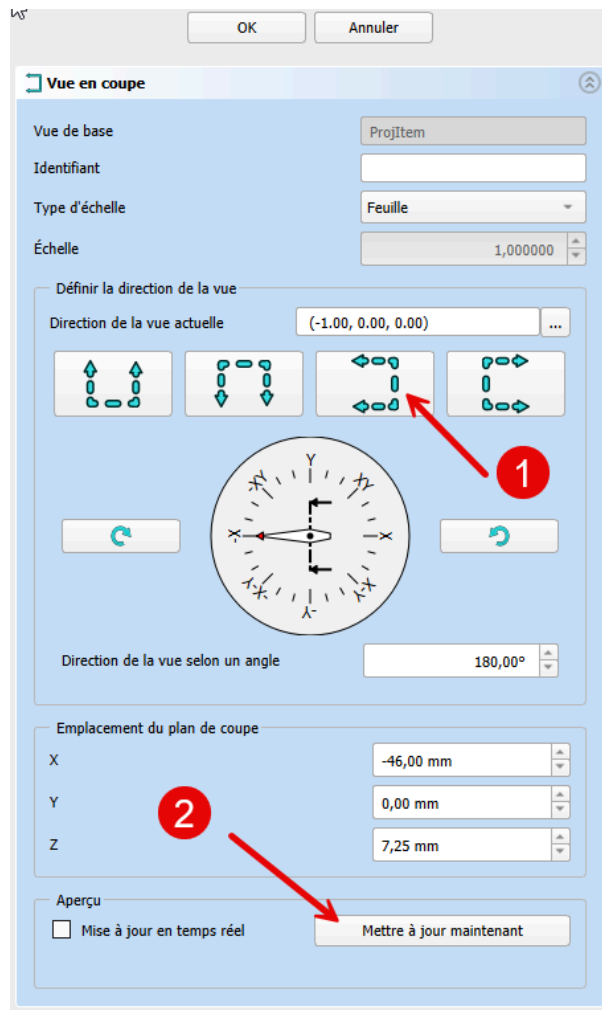 OK Annuler
Vue en coupe
Vue de base ProjItem
Identifiant
Type d'échelle Feuille
Échelle 1,000000
Définir la direction de la vue
Direction de la vue actuelle (-1.00, 0.00, 0.00) ...
1
Y
-XY XY
-X X
-X-Y X-Y
-Y
Direction de la vue selon un angle 180,00°
Emplacement du plan de coupe
X -46,00 mm
Y 0,00 mm
2
Z 7,25 mm
Aperçu
Mise à jour en temps réel Mettre à jour maintenant